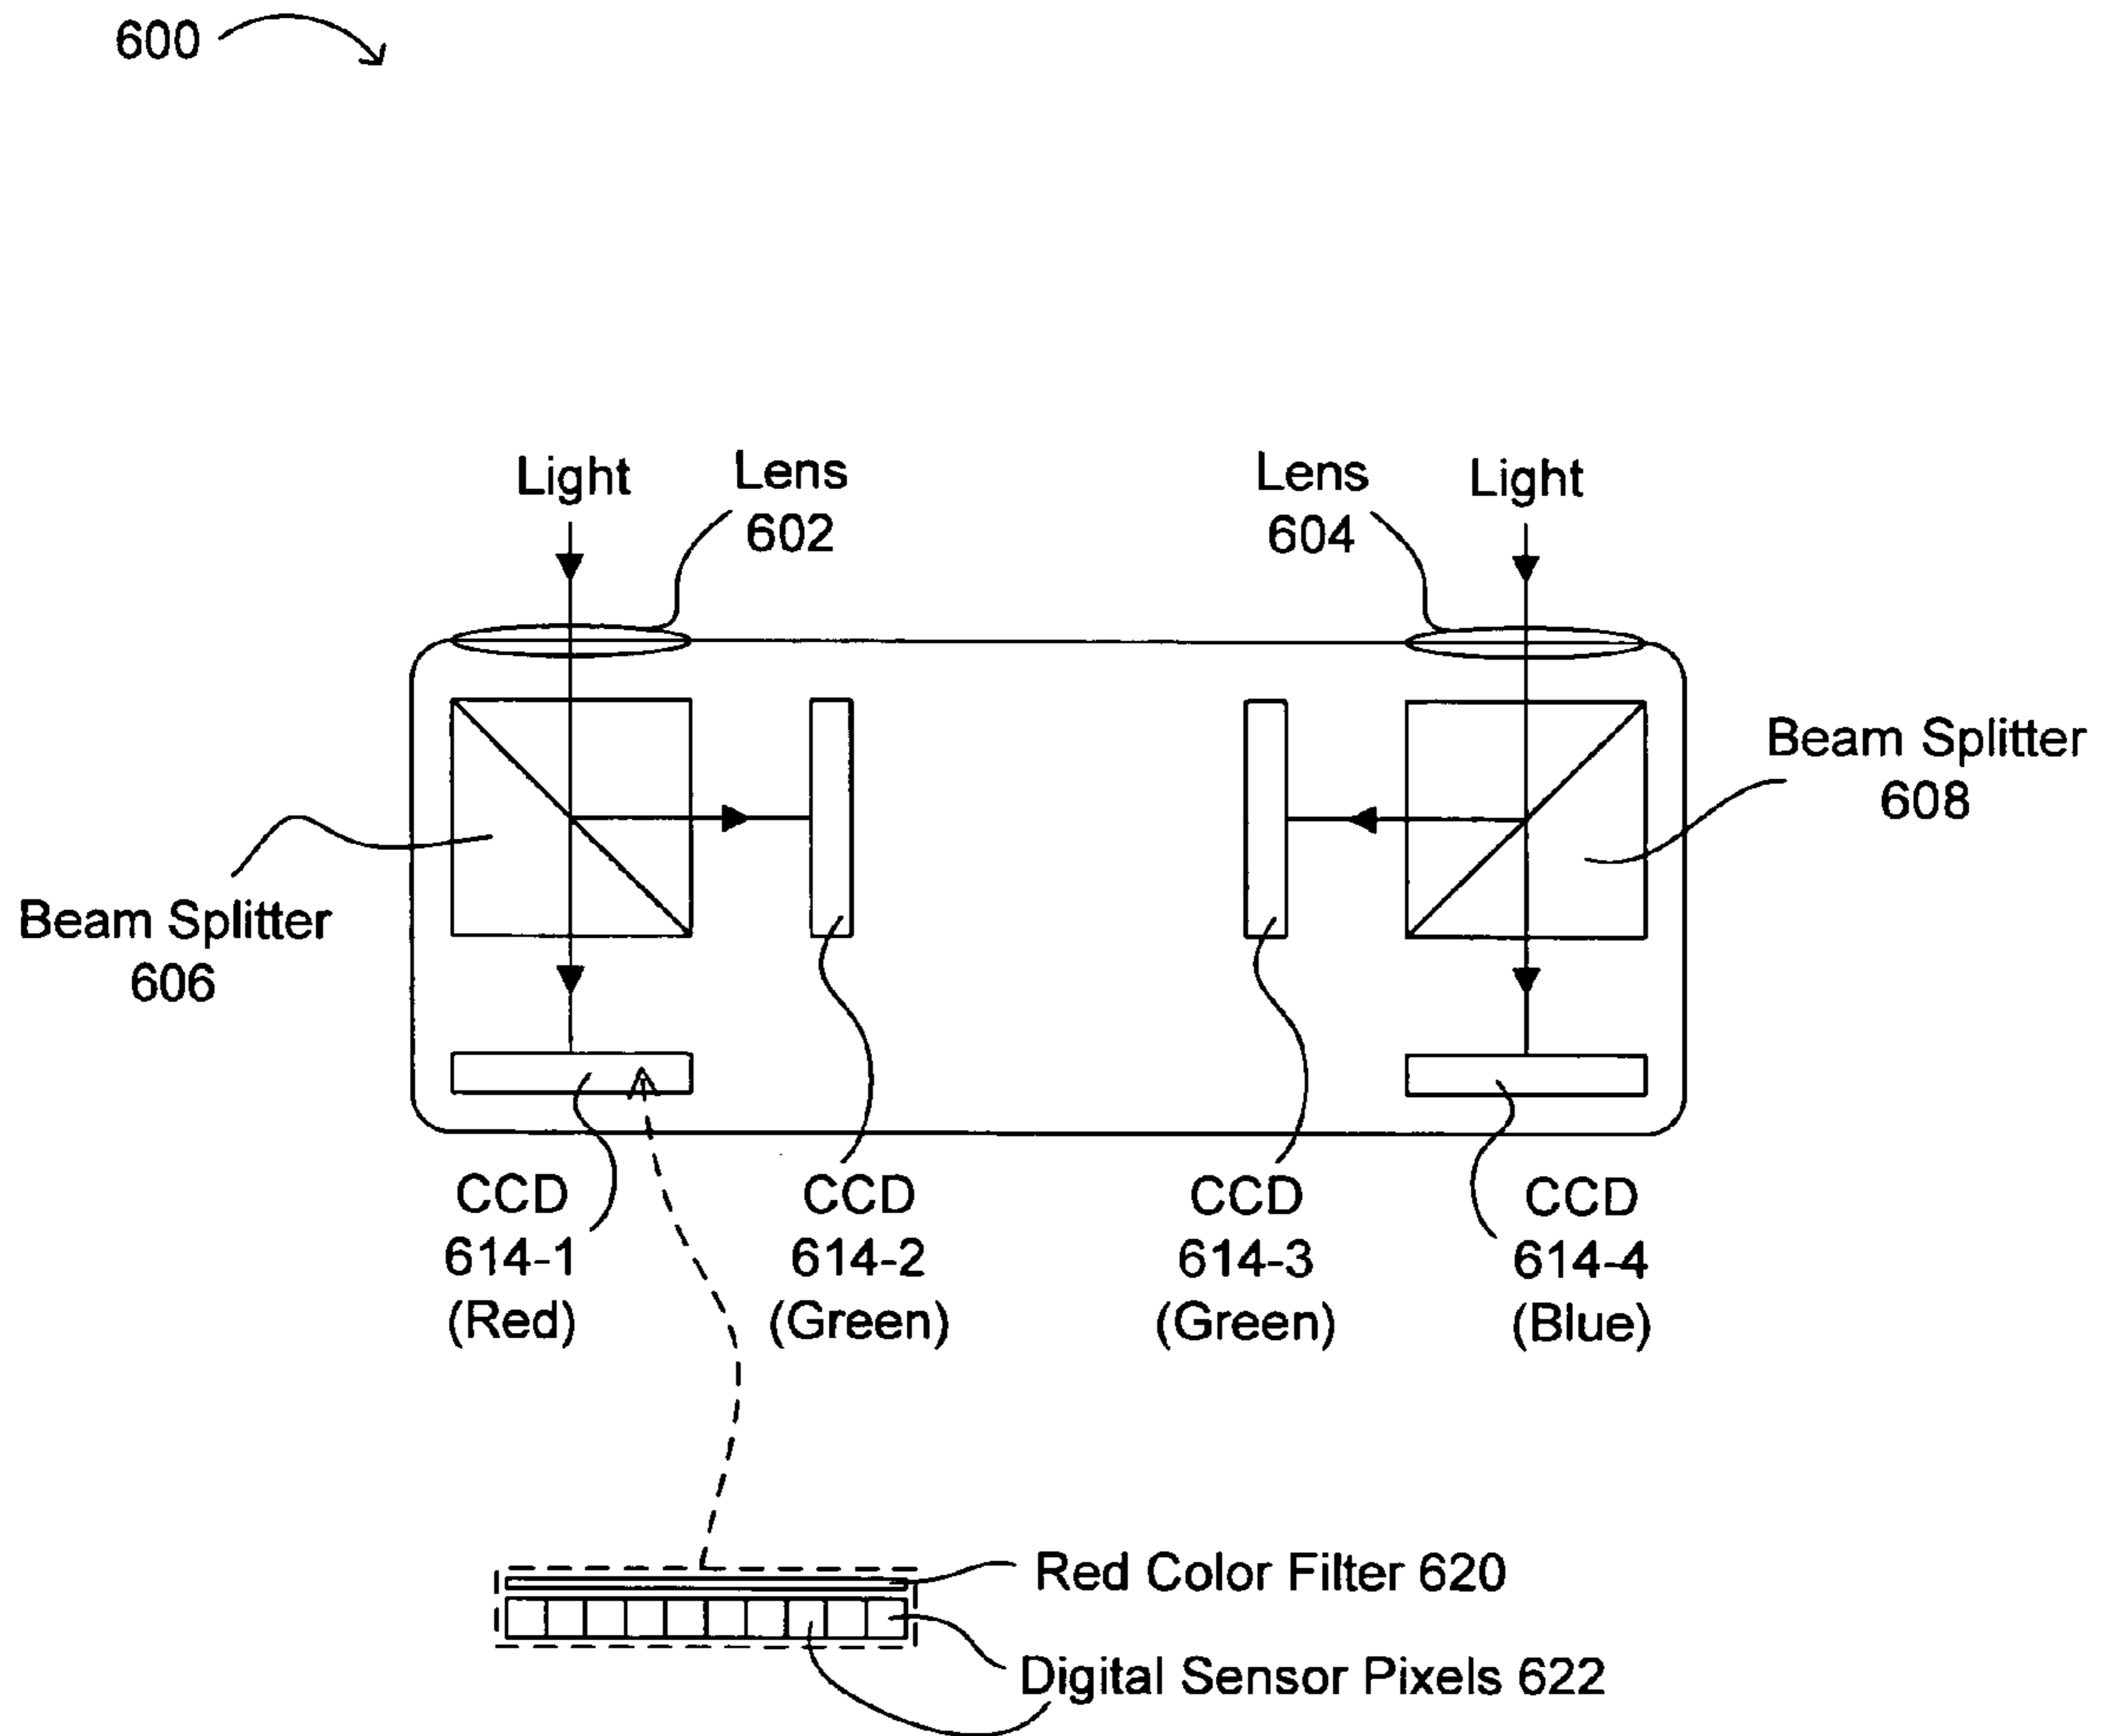 600
Light
Lens
602
Lens
604
Light
Beam Splitter
608
Beam Splitter
606
CCD
614-1
(Red)
CCD
614-2
(Green)
CCD
614-3
(Green)
CCD
614-4
(Blue)
Red Color Filter 620
Digital Sensor Pixels 622